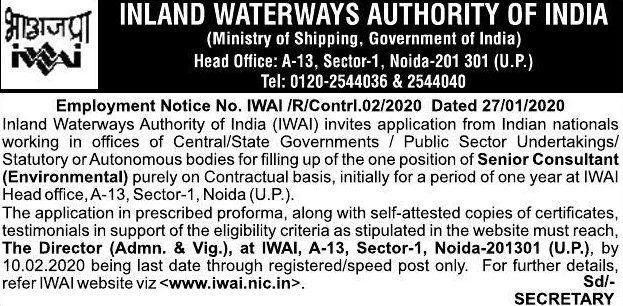 भाअजप्रा
IWAI
INLAND WATERWAYS AUTHORITY OF INDIA
(Ministry of Shipping, Government of India)
Head Office: A-13, Sector-1, Noida-201 301 (U.P.)
Tel: 0120-2544036 & 2544040
Employment Notice No. IWAI /R/Contrl.02/2020 Dated 27/01/2020
Inland Waterways Authority of India (IWAI) invites application from Indian nationals
working in offices of Central/State Governments / Public Sector Undertakings/
Statutory or Autonomous bodies for filling up of the one position of Senior Consultant
(Environmental) purely on Contractual basis, initially for a period of one year at IWAI
Head office, A-13, Sector-1, Noida (U.P.).
The application in prescribed proforma, along with self-attested copies of certificates,
testimonials in support of the eligibility criteria as stipulated in the website must reach,
The Director (Admn. & Vig.), at IWAI, A-13, Sector-1, Noida-201301 (U.P.), by
10.02.2020 being last date through registered/speed post only. For further details,
refer IWAI website viz <www.iwai.nic.in>. Sd/-
SECRETARY